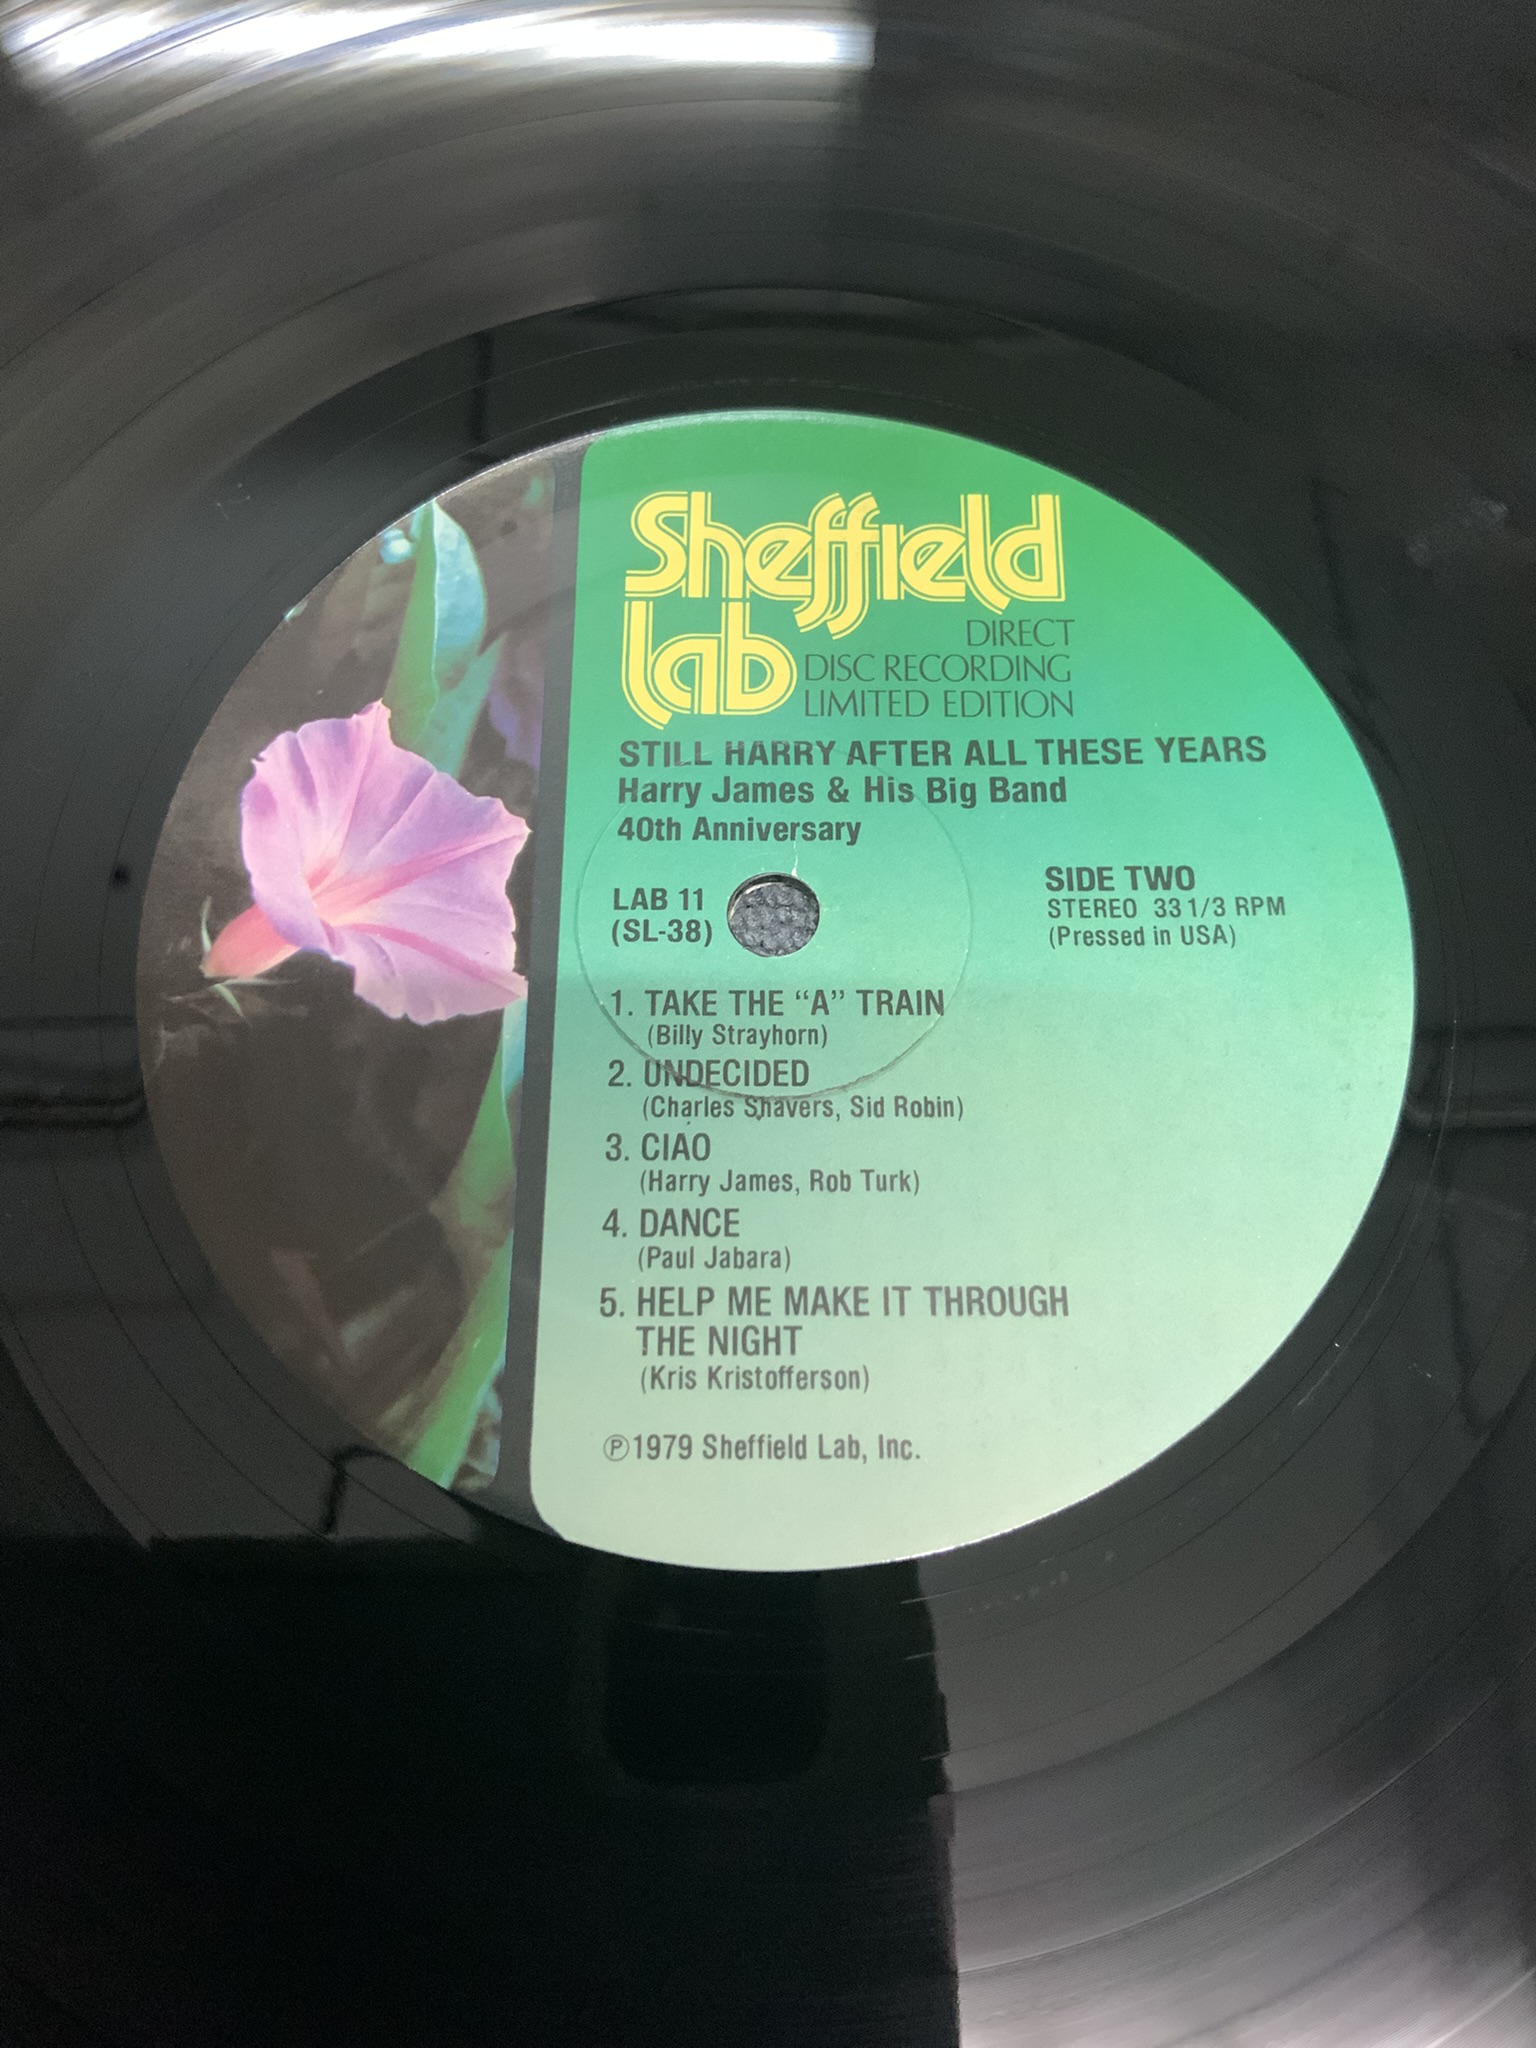 Sheffield
lab DIRECT
DISC RECORDING
LIMITED EDITION
STILL HARRY AFTER ALL THESE YEARS
Harry James & His Big Band
40th Anniversary
LAB 11
(SL-38)
SIDE TWO
STEREO 33 1/3 RPM
(Pressed in USA)
1. TAKE THE “A” TRAIN
(Billy Strayhorn)
2. UNDECIDED
(Charles Shavers, Sid Robin)
3. CIAO
(Harry James, Rob Turk)
4. DANCE
(Paul Jabara)
5. HELP ME MAKE IT THROUGH
THE NIGHT
(Kris Kristofferson)
Ⓟ1979 Sheffield Lab, Inc.